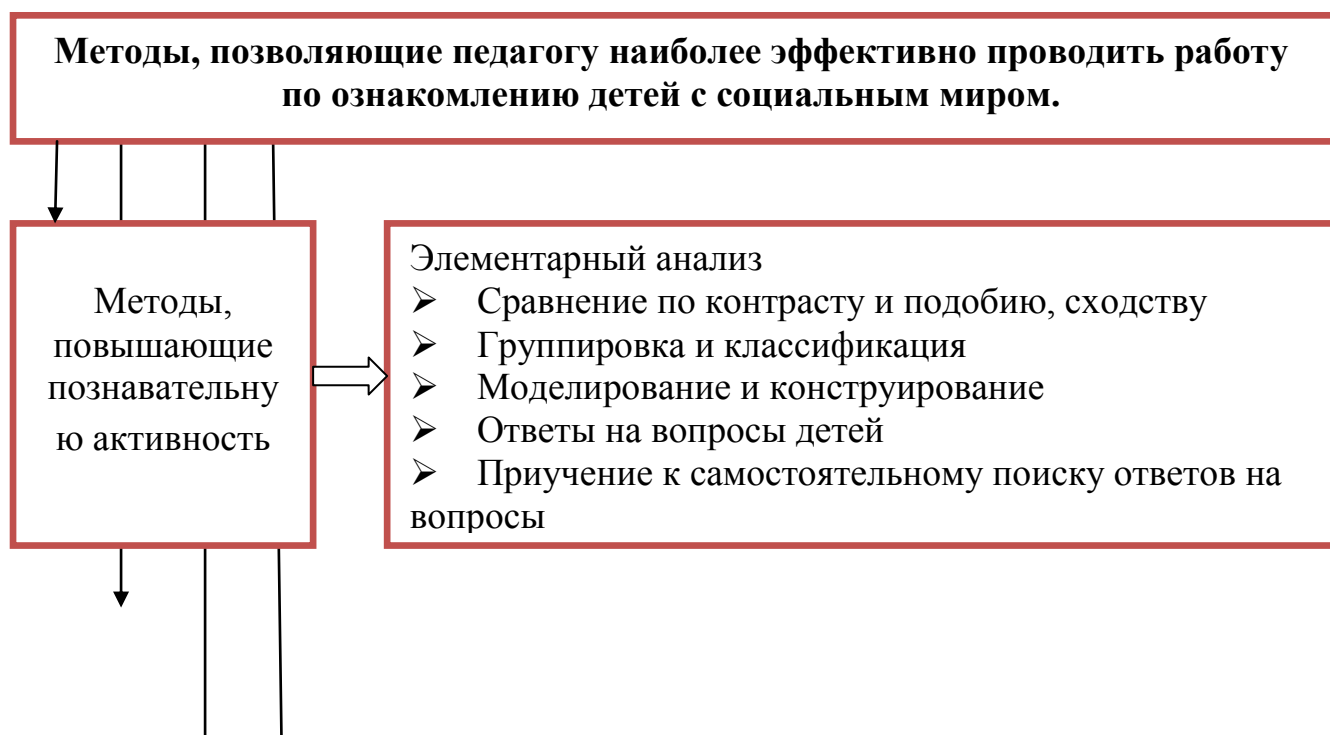 Методы, позволяющие педагогу наиболее эффективно проводить работу
по ознакомлению детей с социальным миром.
Методы,
повышающие
познавательну
ю активность
Элементарный анализ
➢ Сравнение по контрасту и подобию, сходству
➢ Группировка и классификация
➢ Моделирование и конструирование
➢ Ответы на вопросы детей
➢ Приучение к самостоятельному поиску ответов на
вопросы